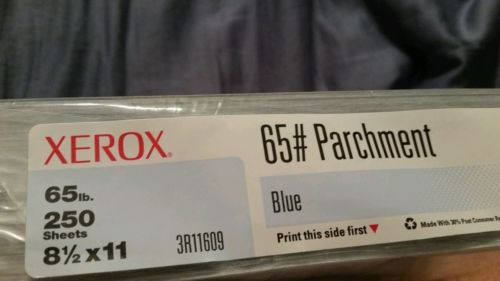 XEROX®
65lb.
250
Sheets
8½ x 11
3R11609
65# Parchment
Blue
Print this side first
Made With 30% Post Consumer